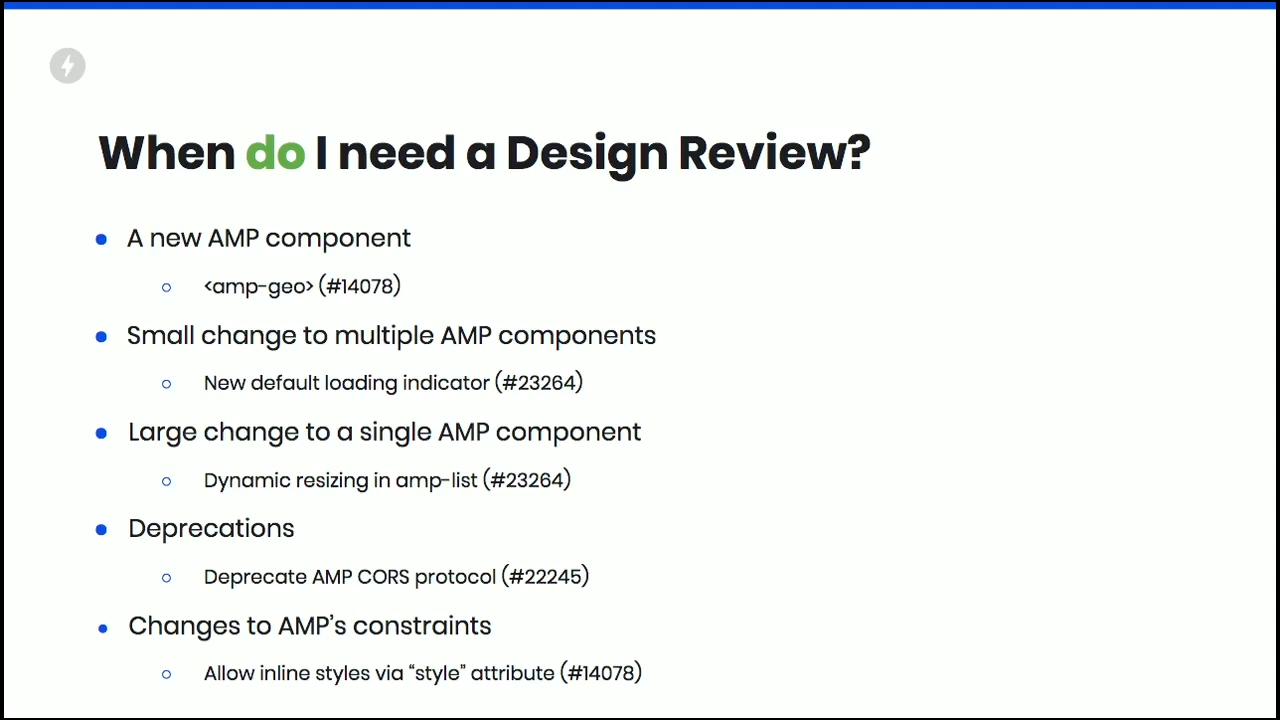 When do I need a Design Review?
A new AMP component
<amp-geo> (#14078)
Small change to multiple AMP components
New default loading indicator (#23264)
Large change to a single AMP component
Dynamic resizing in amp-list (#23264)
Deprecations
Deprecate AMP CORS protocol (#22245)
Changes to AMP’s constraints
Allow inline styles via “style” attribute (#14078)